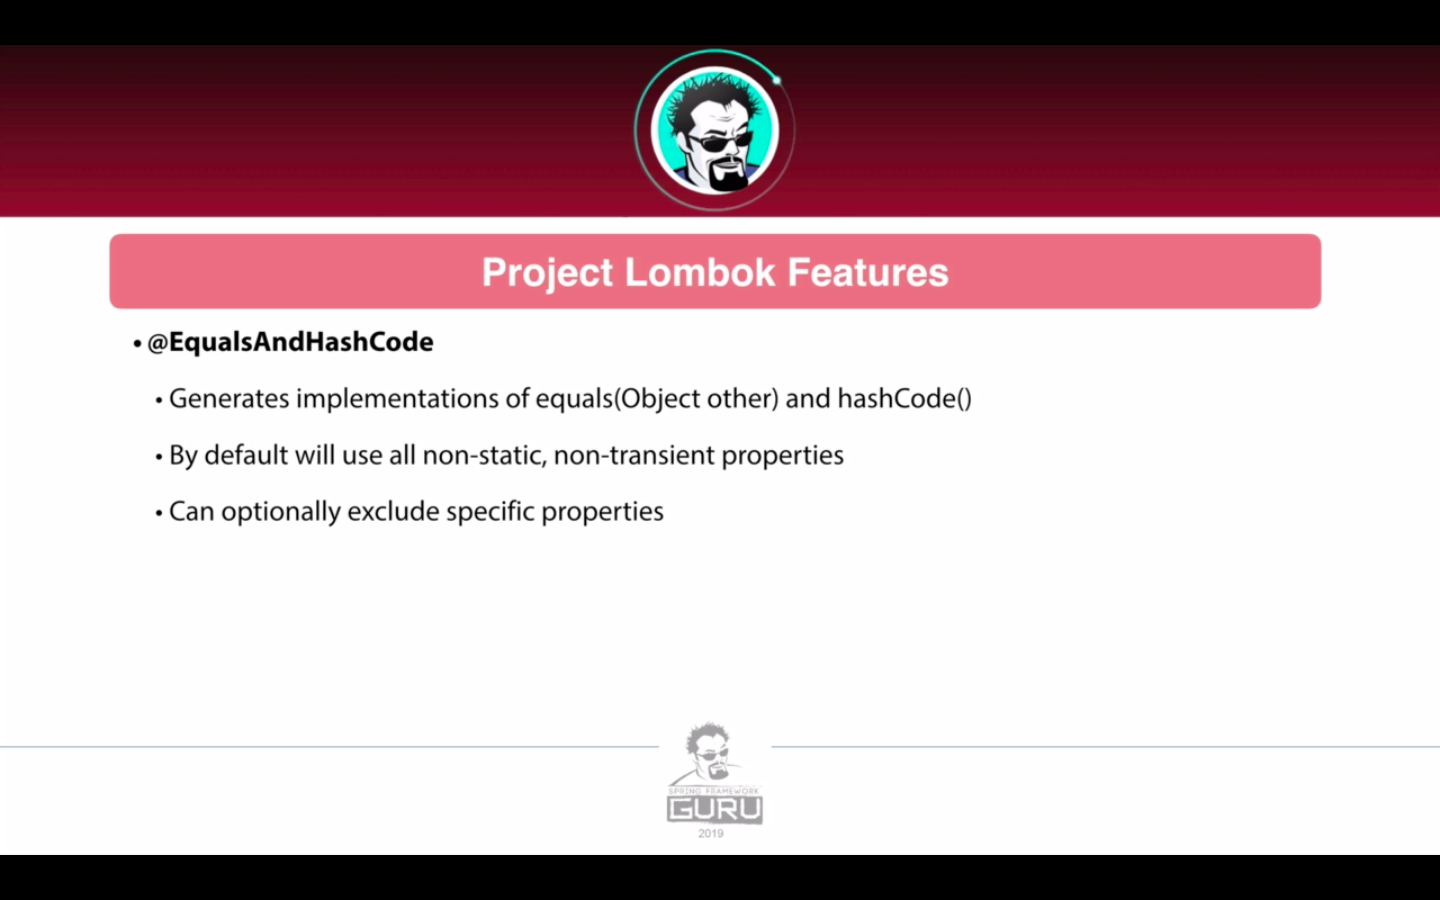 Project Lombok Features
• @EqualsAndHashCode
• Generates implementations of equals(Object other) and hashCode()
• By default will use all non-static, non-transient properties
• Can optionally exclude specific properties
SPRING FRAMEWORK
GURU
2019